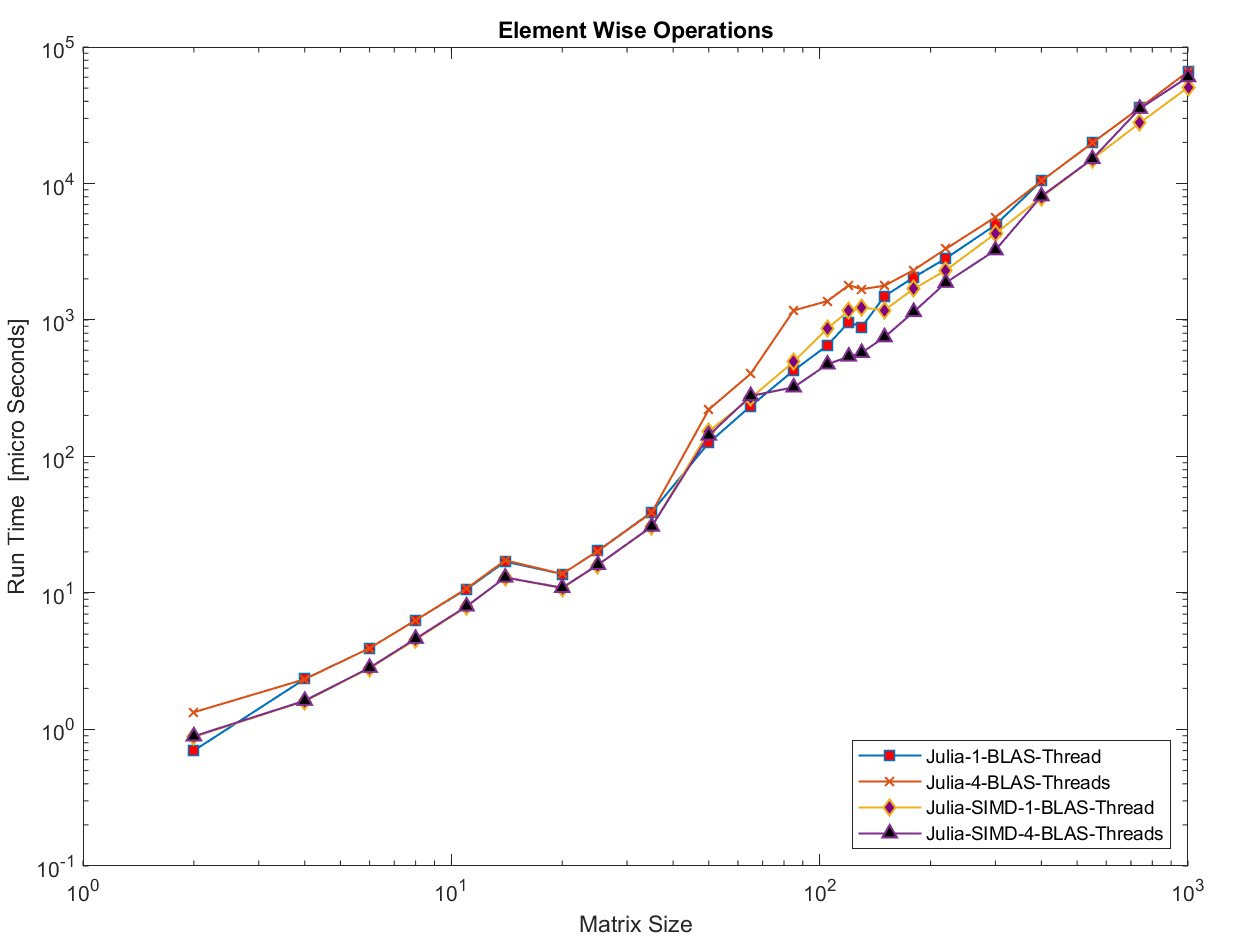 Element Wise Operations
Run Time [micro Seconds]
10^5
10^4
10^3
10^2
10^1
10^0
10^-1
10^0 10^1 10^2 10^3
Matrix Size
Julia-1-BLAS-Thread
Julia-4-BLAS-Threads
Julia-SIMD-1-BLAS-Thread
Julia-SIMD-4-BLAS-Threads